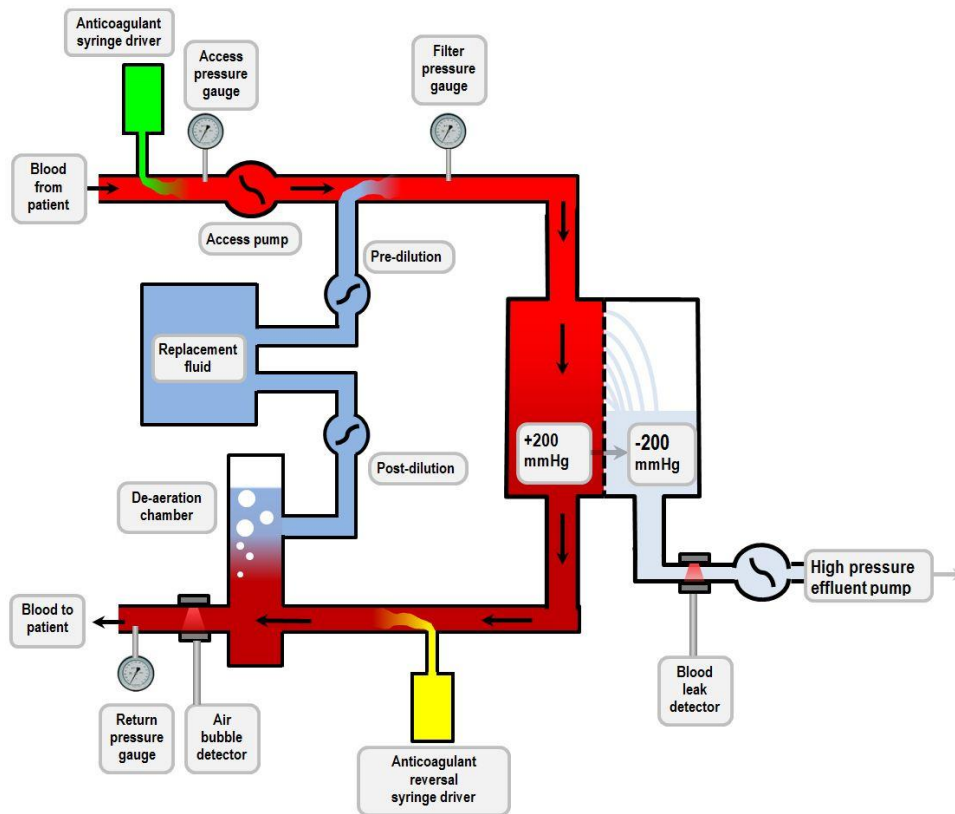 Anticoagulant
syringe driver
Access
pressure
gauge
Filter
pressure
gauge
Blood
from
patient
Access pump
Pre-dilution
Replacement
fluid
+200
mmHg
-200
mmHg
Post-dilution
De-aeration
chamber
High pressure
effluent pump
Blood to
patient
Blood
leak
detector
Return
pressure
gauge
Air
bubble
detector
Anticoagulant
reversal
syringe driver